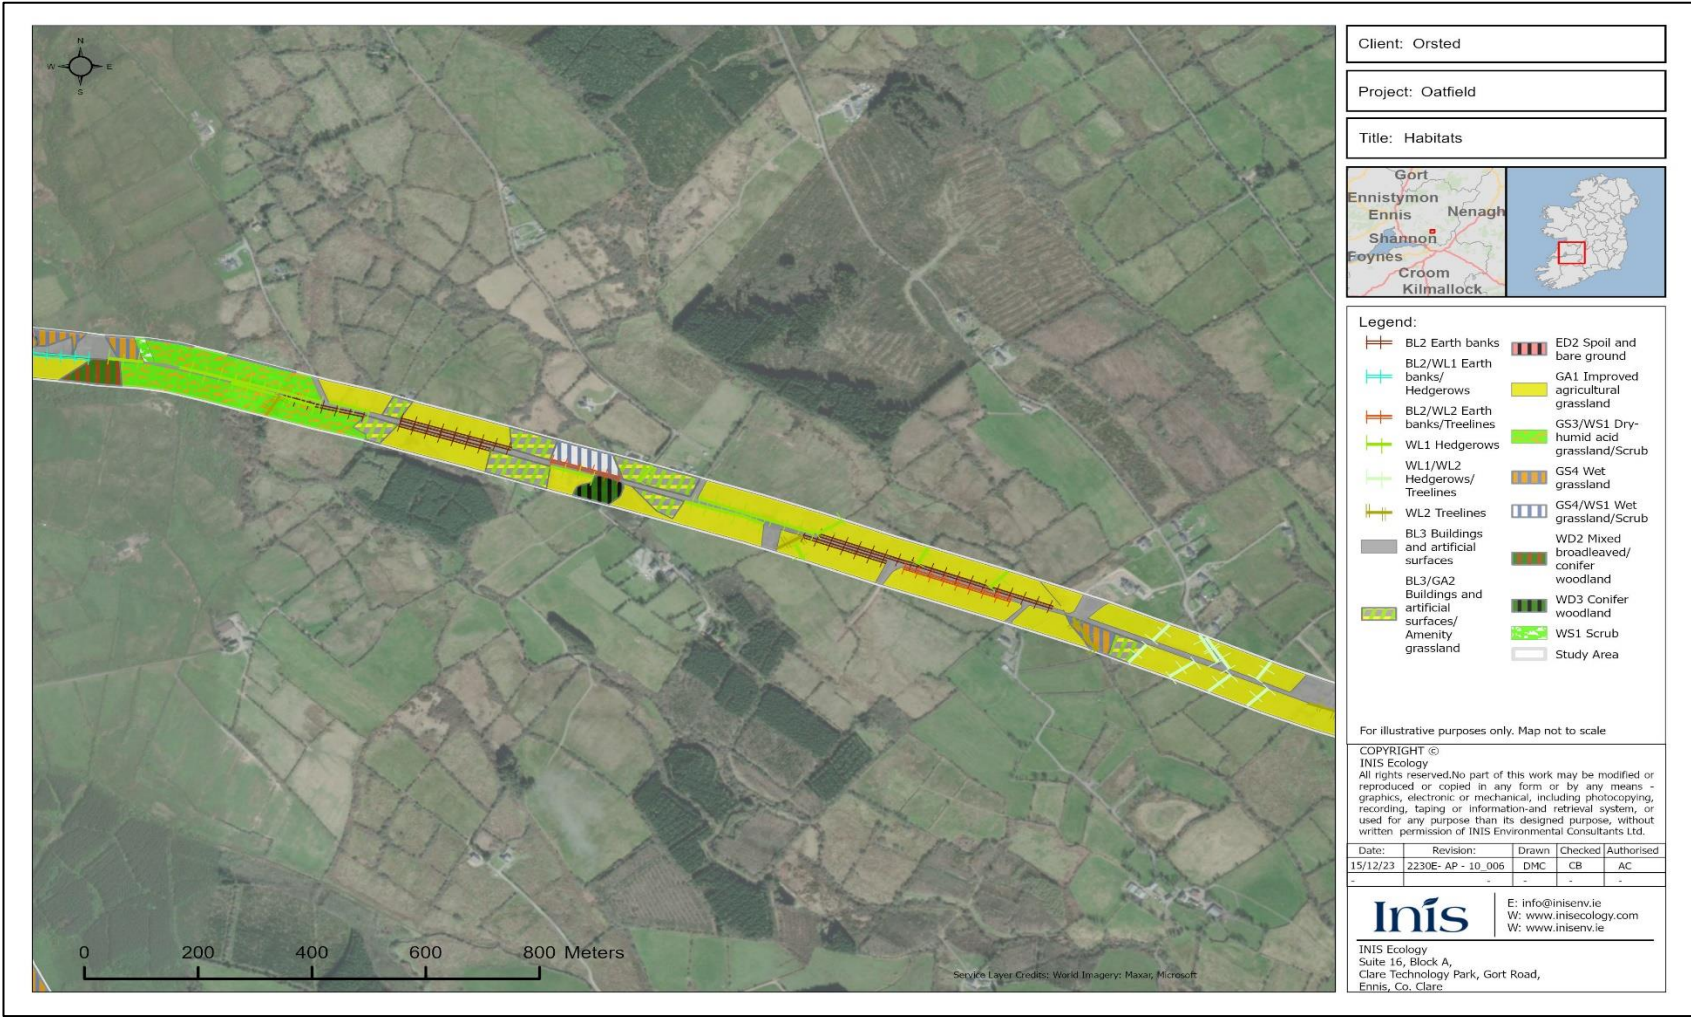 N
W E
S
Client: Orsted
Project: Oatfield
Title: Habitats
Gort
Ennistymon
Ennis
Nenagh
Shannon
Foynes
Croom
Kilmallock
Legend:
BL2 Earth banks
BL2/WL1 Earth
banks/
Hedgerows
BL2/WL2 Earth
banks/Treelines
WL1 Hedgerows
WL1/WL2
Hedgerows/
Treelines
WL2 Treelines
BL3 Buildings
and artificial
surfaces
BL3/GA2
Buildings and
artificial
surfaces/
Amenity
grassland
ED2 Spoil and
bare ground
GA1 Improved
agricultural
grassland
GS3/WS1 Dry-
humid acid
grassland/Scrub
GS4 Wet
grassland
GS4/WS1 Wet
grassland/Scrub
WD2 Mixed
broadleaved/
conifer
woodland
WD3 Conifer
woodland
WS1 Scrub
Study Area
For illustrative purposes only. Map not to scale
COPYRIGHT ©
INIS Ecology
All rights reserved.No part of this work may be modified or
reproduced or copied in any form or by any means -
graphics, electronic or mechanical, including photocopying,
recording, taping or information-and retrieval system, or
used for any purpose than its designed purpose, without
written permission of INIS Environmental Consultants Ltd.
Date: Revision: Drawn Checked Authorised
15/12/23 2230E- AP - 10_006 DMC CB AC
- - - - -
Inis
E: info@inisenv.ie
W: www.inisecology.com
W: www.inisenv.ie
INIS Ecology
Suite 16, Block A,
Clare Technology Park, Gort Road,
Ennis, Co. Clare
0 200 400 600 800 Meters
Service Layer Credits: World Imagery: Maxar, Microsoft